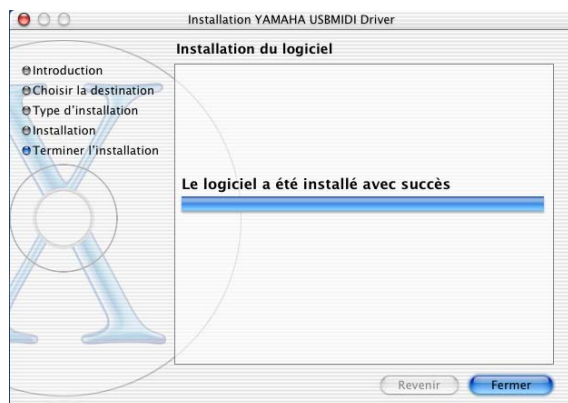 Installation YAMAHA USBMIDI Driver
Installation du logiciel
Introduction
Choisir la destination
Type d'installation
Installation
Terminer l'installation
Le logiciel a été installé avec succès
Revenir
Fermer